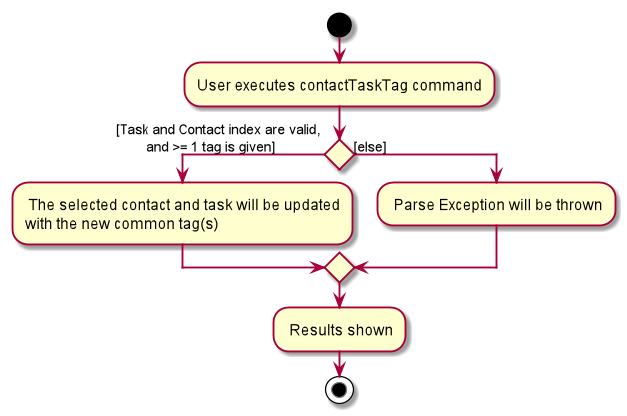 User executes contactTaskTag command
[Task and Contact index are valid,
and >= 1 tag is given]
[else]
The selected contact and task will be updated
with the new common tag(s)
Parse Exception will be thrown
Results shown